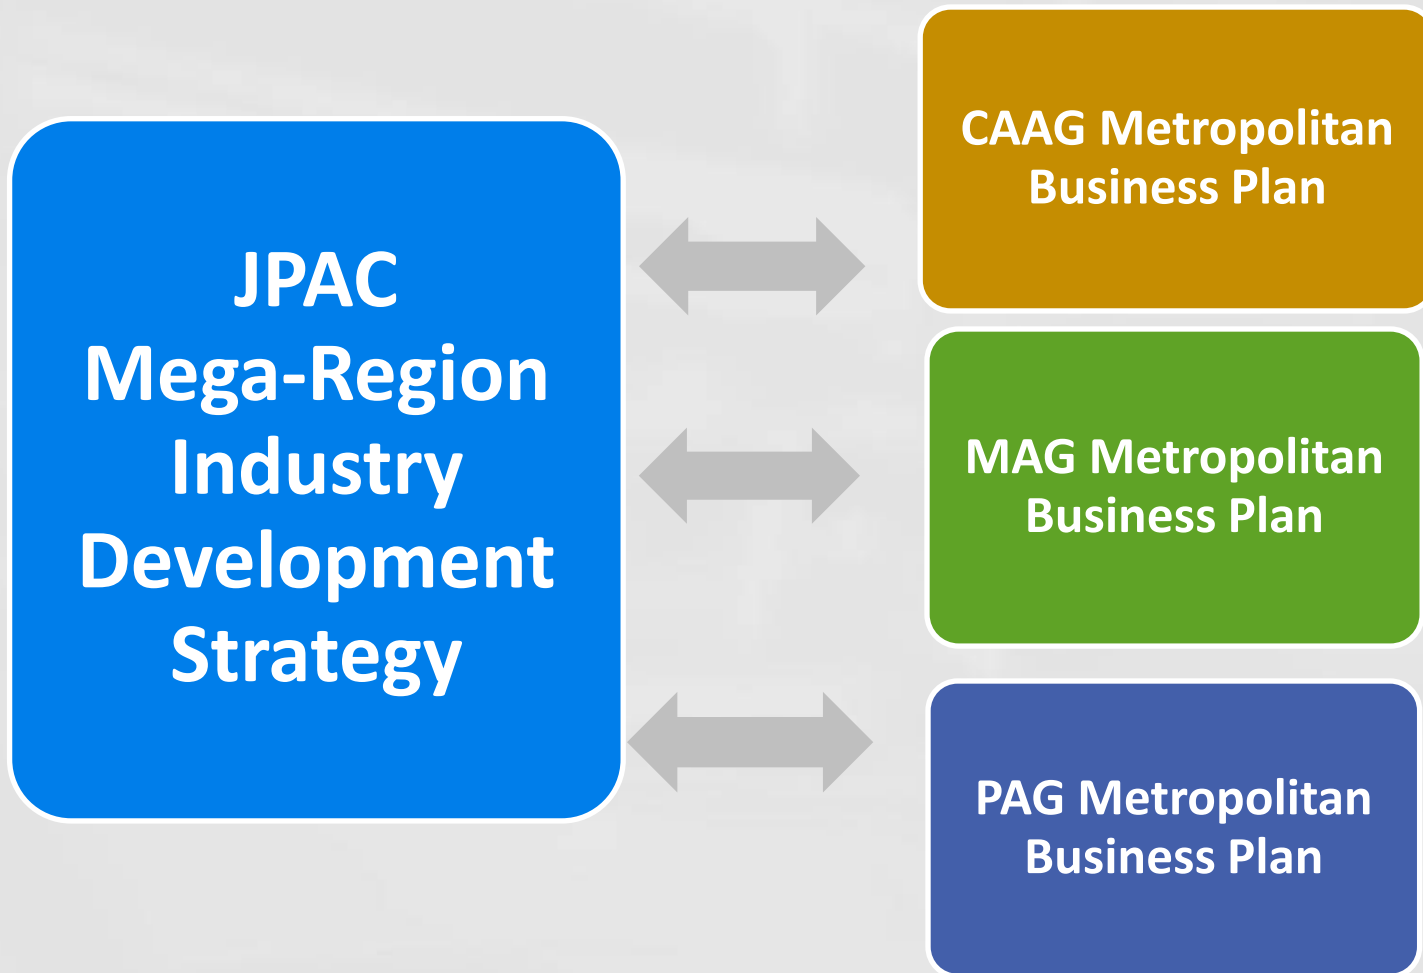 JPAC
Mega-Region
Industry
Development
Strategy
CAAG Metropolitan
Business Plan
MAG Metropolitan
Business Plan
PAG Metropolitan
Business Plan